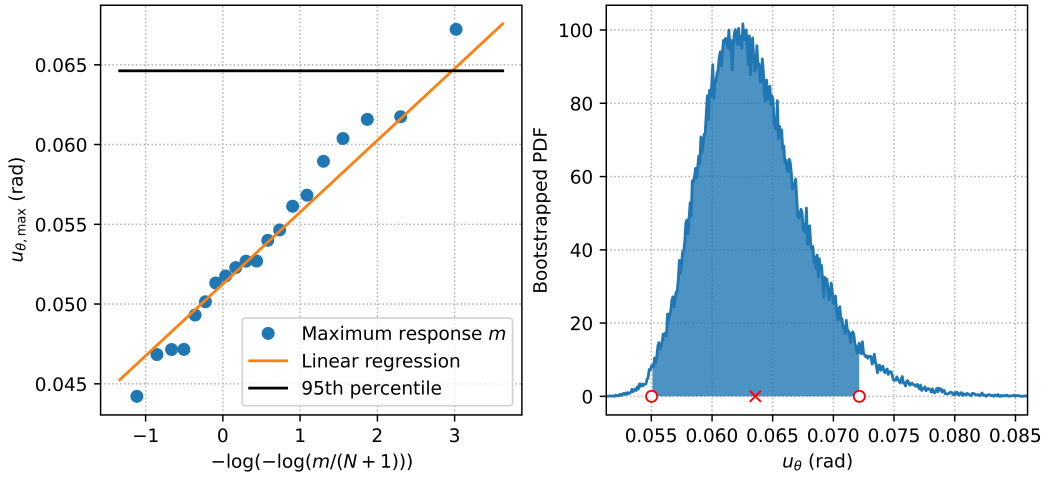 0.065
0.060
0.055
0.050
0.045
u_{θ, max} (rad)
−1 0 1 2 3
−log(−log(m/(N + 1)))
Maximum response m
Linear regression
95th percentile
100
80
60
40
20
0
Bootstrapped PDF
0.055 0.060 0.065 0.070 0.075 0.080 0.085
u_θ (rad)